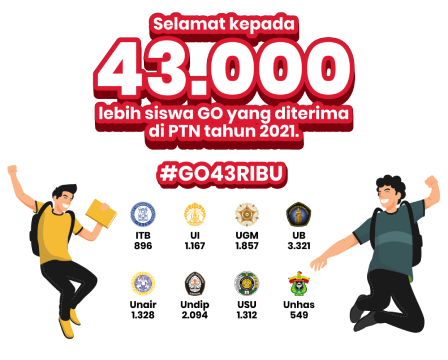 Selamat kepada
43.000
lebih siswa GO yang diterima
di PTN tahun 2021.
#GO43RIBU
ITB UI UGM UB
896 1.167 1.857 3.321
Unair Undip USU Unhas
1.328 2.094 1.312 549